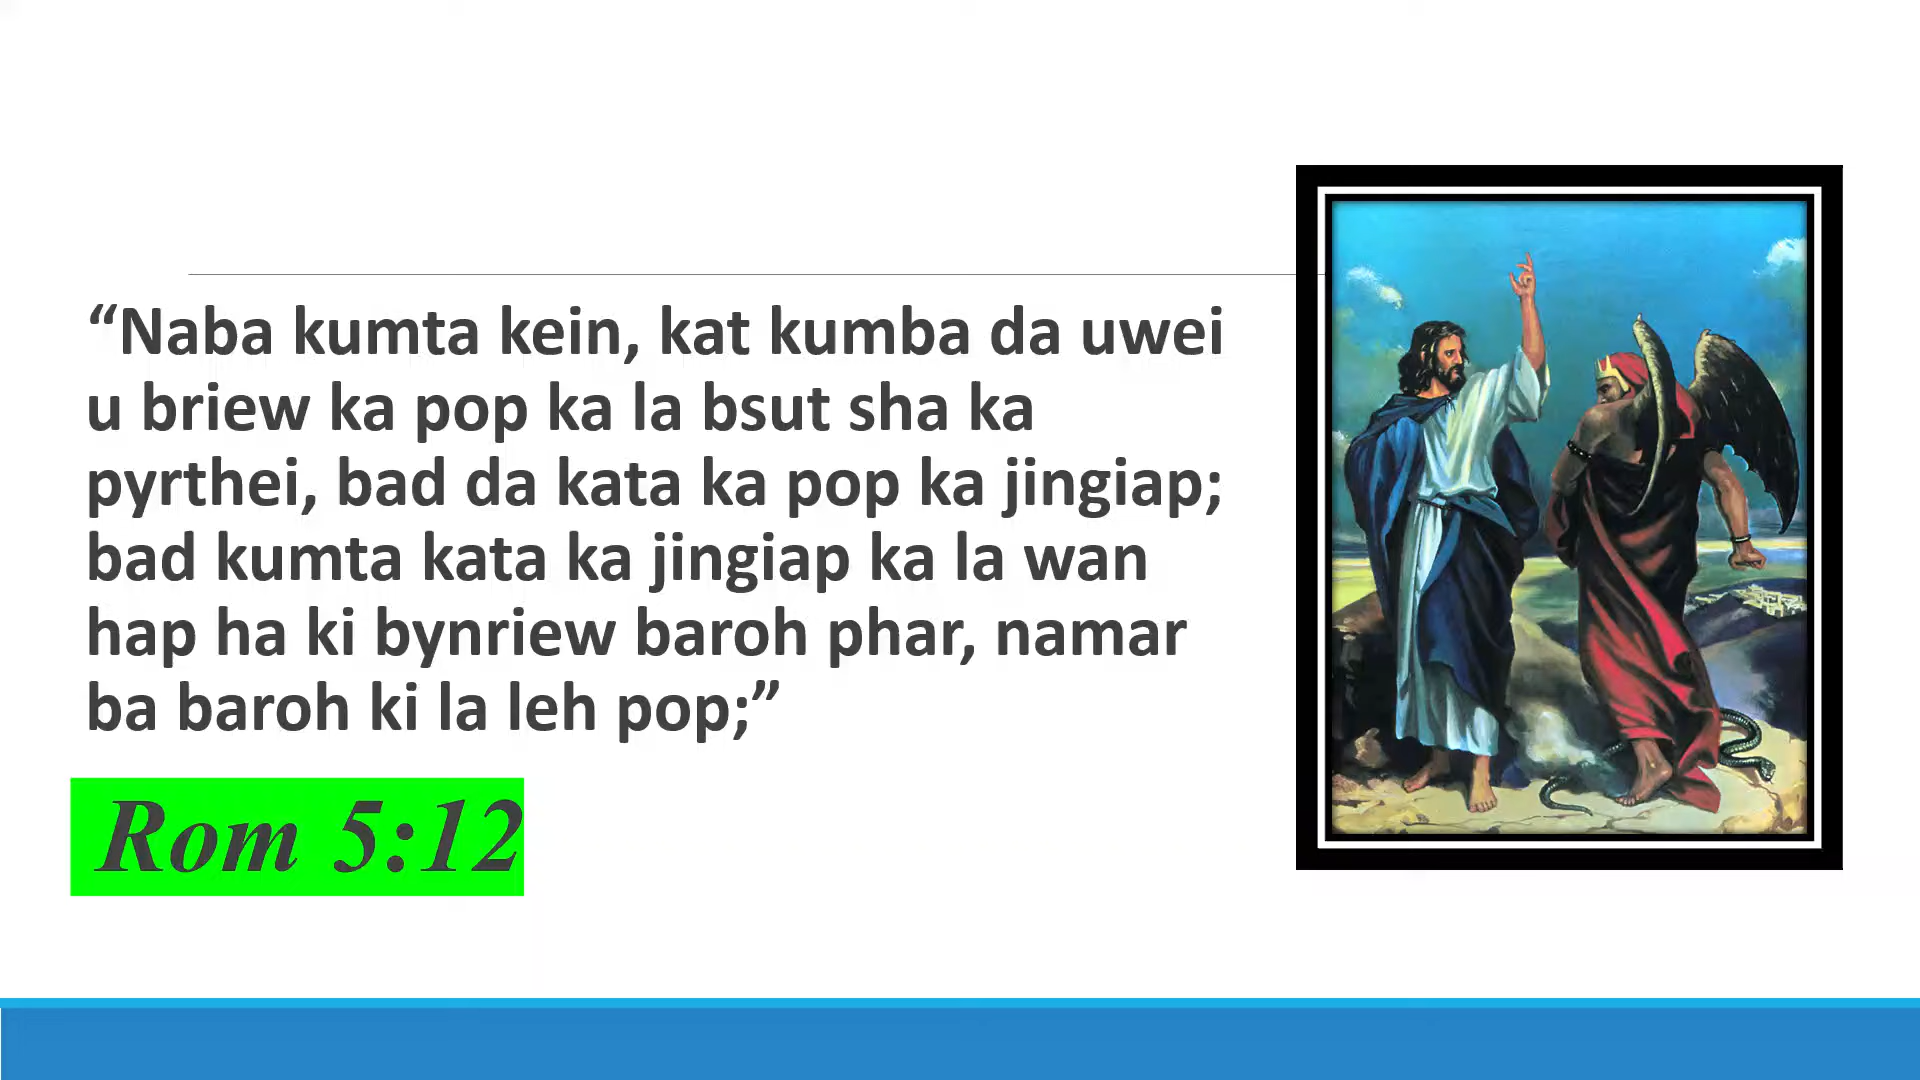 “Naba kumta kein, kat kumba da uwei
u briew ka pop ka la bsut sha ka
pyrthei, bad da kata ka pop ka jingiap;
bad kumta kata ka jingiap ka la wan
hap ha ki bynriew baroh phar, namar
ba baroh ki la leh pop;”
Rom 5:12